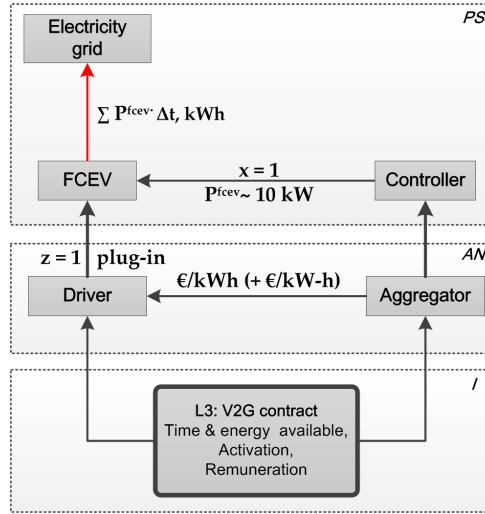 PS
Electricity
grid
∑ Pᶠᶜᵉᵛ· Δt, kWh
x = 1
FCEV
Controller
Pᶠᶜᵉᵛ~ 10 kW
AN
z = 1 plug-in
€/kWh (+ €/kW-h)
Driver
Aggregator
I
L3: V2G contract
Time & energy available,
Activation,
Remuneration